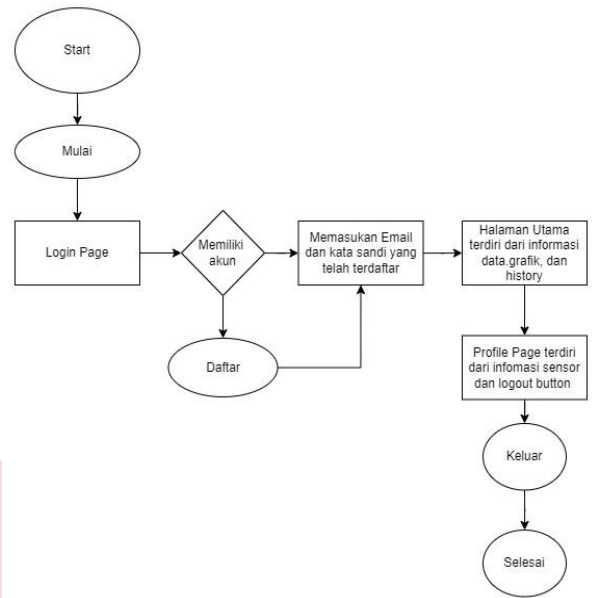 Start
Mulai
Login Page
Memiliki
akun
Memasukan Email
dan kata sandi yang
telah terdaftar
Halaman Utama
terdiri dari informasi
data.grafik, dan
history
Daftar
Profile Page terdiri
dari infomasi sensor
dan logout button
Keluar
Selesai